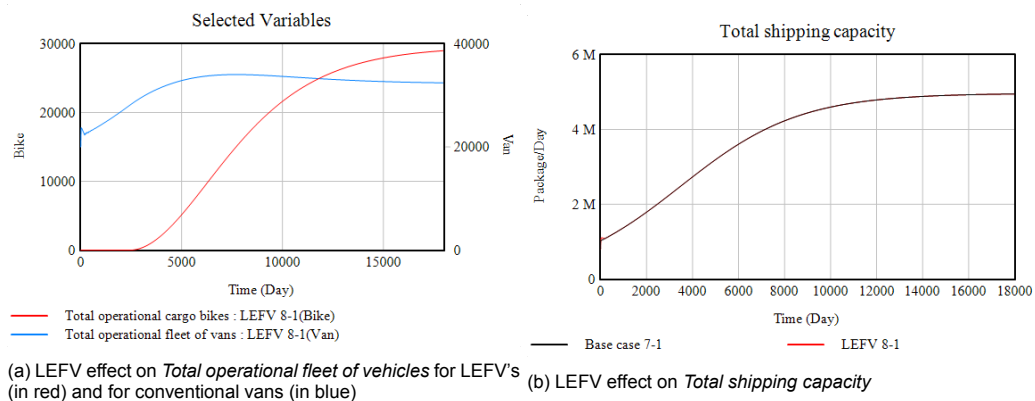 Selected Variables
30000
20000
10000
0
Bike
40000
20000
0
Van
0
5000
10000
15000
Time (Day)
Total operational cargo bikes : LEFV 8-1(Bike)
Total operational fleet of vans : LEFV 8-1(Van)
(a) LEFV effect on Total operational fleet of vehicles for LEFV's
(in red) and for conventional vans (in blue)
Total shipping capacity
6 M
4 M
2 M
0
Package/Day
0
2000
4000
6000
8000
10000
12000
14000
16000
18000
Time (Day)
Base case 7-1
LEFV 8-1
(b) LEFV effect on Total shipping capacity